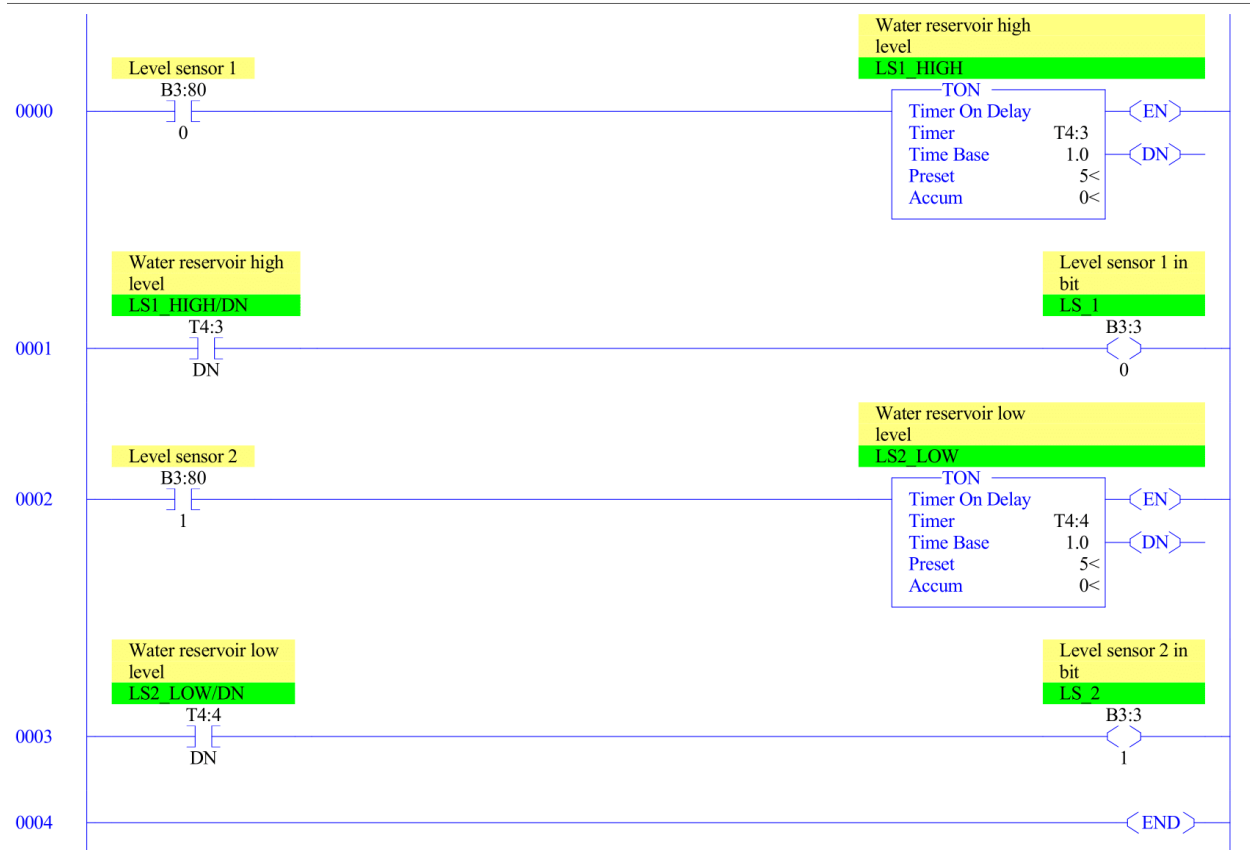 Water reservoir high
level
LS1_HIGH
Level sensor 1
B3:80
0
0000
TON
Timer On Delay
Timer T4:3
Time Base 1.0
Preset 5<
Accum 0<
EN
DN
Water reservoir high
level
LS1_HIGH/DN
T4:3
DN
0001
Level sensor 1 in
bit
LS_1
B3:3
0
Water reservoir low
level
LS2_LOW
Level sensor 2
B3:80
1
0002
TON
Timer On Delay
Timer T4:4
Time Base 1.0
Preset 5<
Accum 0<
EN
DN
Water reservoir low
level
LS2_LOW/DN
T4:4
DN
0003
Level sensor 2 in
bit
LS_2
B3:3
1
0004
END